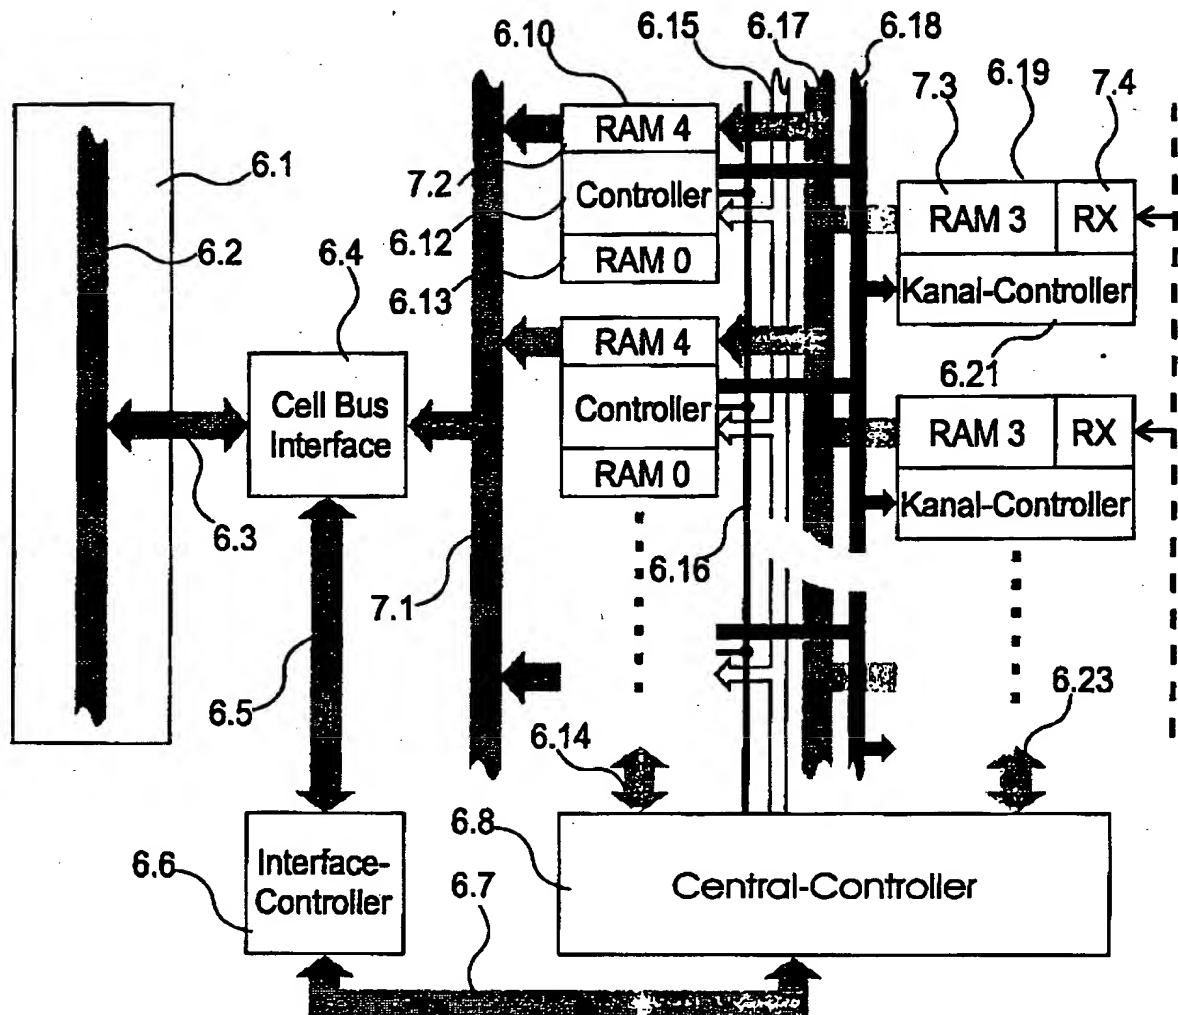 6.10
6.15
6.17
6.18
7.3
6.19
7.4
6.1
6.2
6.4
7.2
6.12
6.13
RAM 4
Controller
RAM 0
RAM 3
RX
Kanal-Controller
6.21
Cell Bus
Interface
6.3
RAM 4
Controller
RAM 0
RAM 3
RX
Kanal-Controller
6.16
7.1
6.5
6.14
6.23
6.6
Interface-
Controller
6.7
6.8
Central-Controller